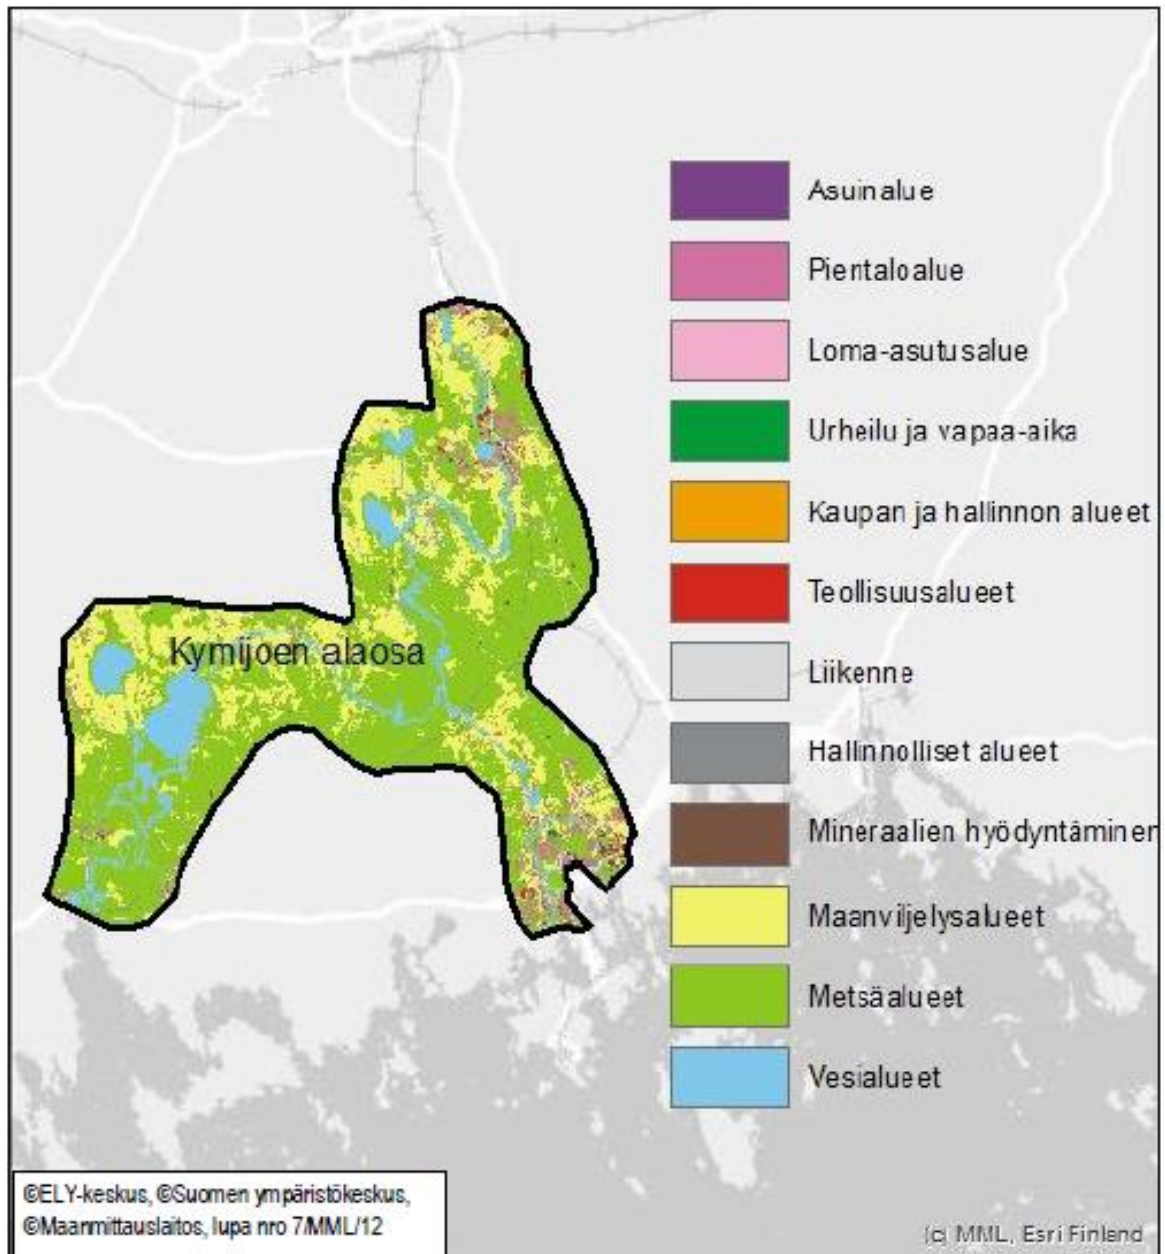 Asuinalue
Pientaloalue
Loma-asutusalue
Urheilu ja vapaa-aika
Kaupan ja hallinnon alueet
Teollisuusalueet
Kymijoen alaosa
Liikenne
Hallinnolliset alueet
Mineraalien hyödyntäminen
Maanviljelysalueet
Metsäalueet
Vesialueet
©ELY-keskus, ©Suomen ympäristökeskus,
©Maanmittauslaitos, lupa nro 7/MML/12
(c) MML, Esri Finland